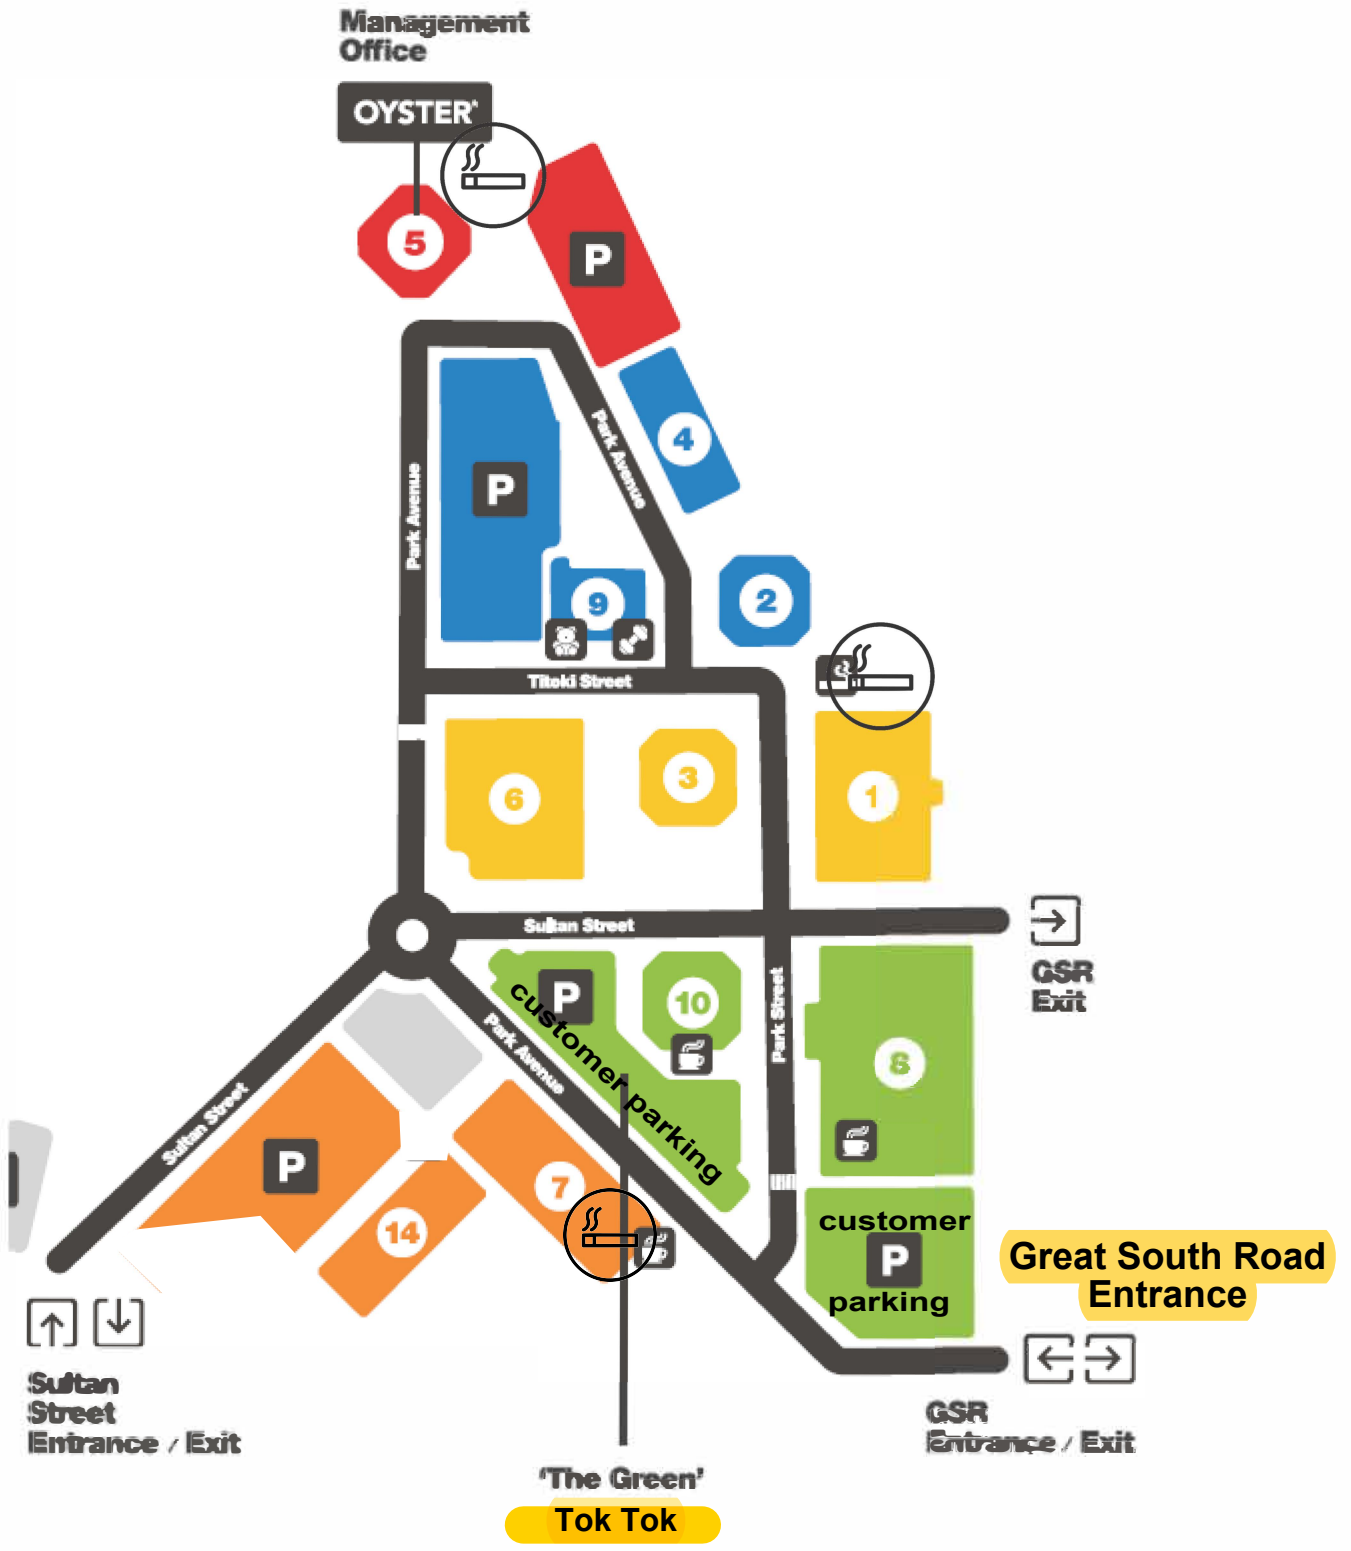 Management
Office
OYSTER*
5
P
4
Park Avenue
Park Avenue
P
9
2
Titoki Street
6
3
1
Sultan Street
GSR
Exit
P
10
customer parking
Park Avenue
Park Street
8
Sultan Street
P
7
14
customer
P
parking
Great South Road
Entrance
Sultan
Street
Entrance / Exit
GSR
Entrance / Exit
'The Green'
Tok Tok